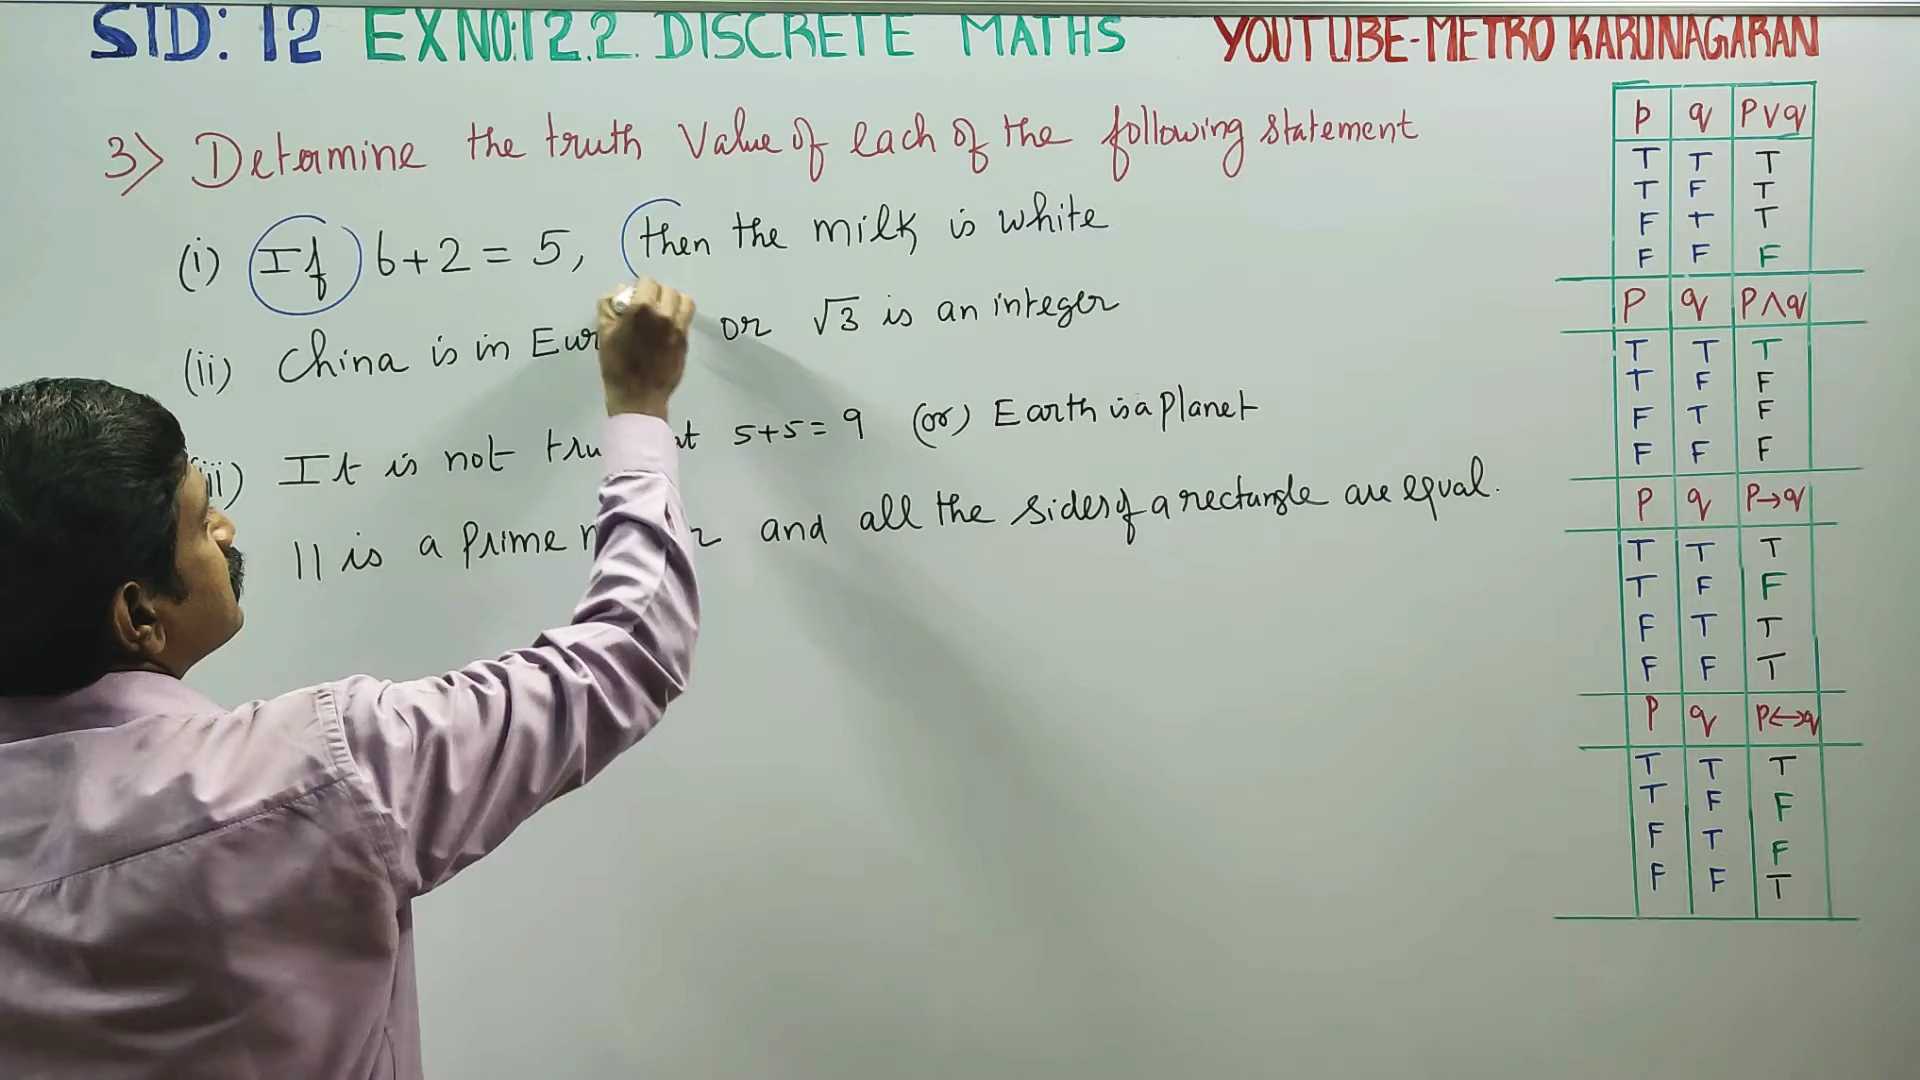 STD: 12 EX NO:12.2. DISCRETE MATHS YOUTUBE-METRO KARUNAGARAN
3) Determine the truth Value of each of the following statement
(i) If 6+2 = 5, then the milk is white
(ii) China is in or √3 is an integer
It is not 5+5= 9 (or) Earth is a planet
11 is a Prime and all the sides of a rectangle are equal.
p q P∨q
T T T
T F T
F T T
F F F
P q P∧q
T T T
T F F
F T F
F F F
P q P→q
T T T
T F F
F T T
F F T
P q P↔q
T T T
T F F
F T F
F F T